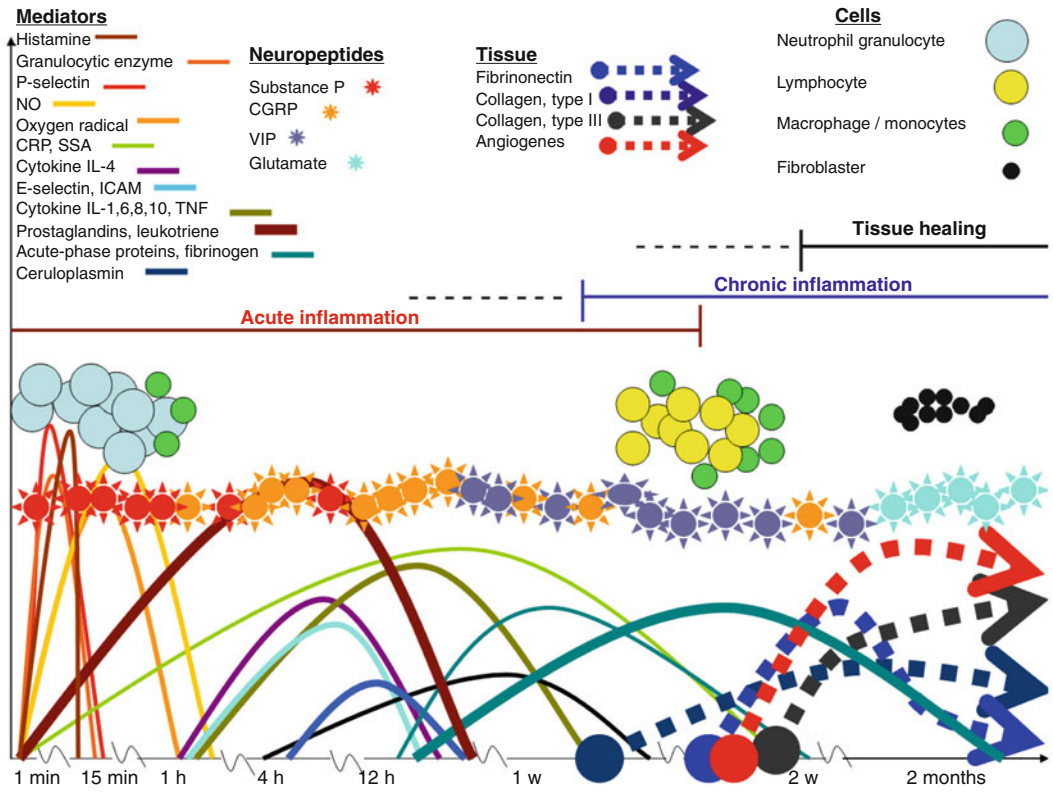 Mediators
Histamine
Granulocytic enzyme
P-selectin
NO
Oxygen radical
CRP, SSA
Cytokine IL-4
E-selectin, ICAM
Cytokine IL-1,6,8,10, TNF
Prostaglandins, leukotriene
Acute-phase proteins, fibrinogen
Ceruloplasmin
Neuropeptides
Substance P
CGRP
VIP
Glutamate
Tissue
Fibrinonectin
Collagen, type I
Collagen, type III
Angiogenes
Cells
Neutrophil granulocyte
Lymphocyte
Macrophage / monocytes
Fibroblaster
Tissue healing
Chronic inflammation
Acute inflammation
1 min 15 min 1 h 4 h 12 h 1 w 2 w 2 months